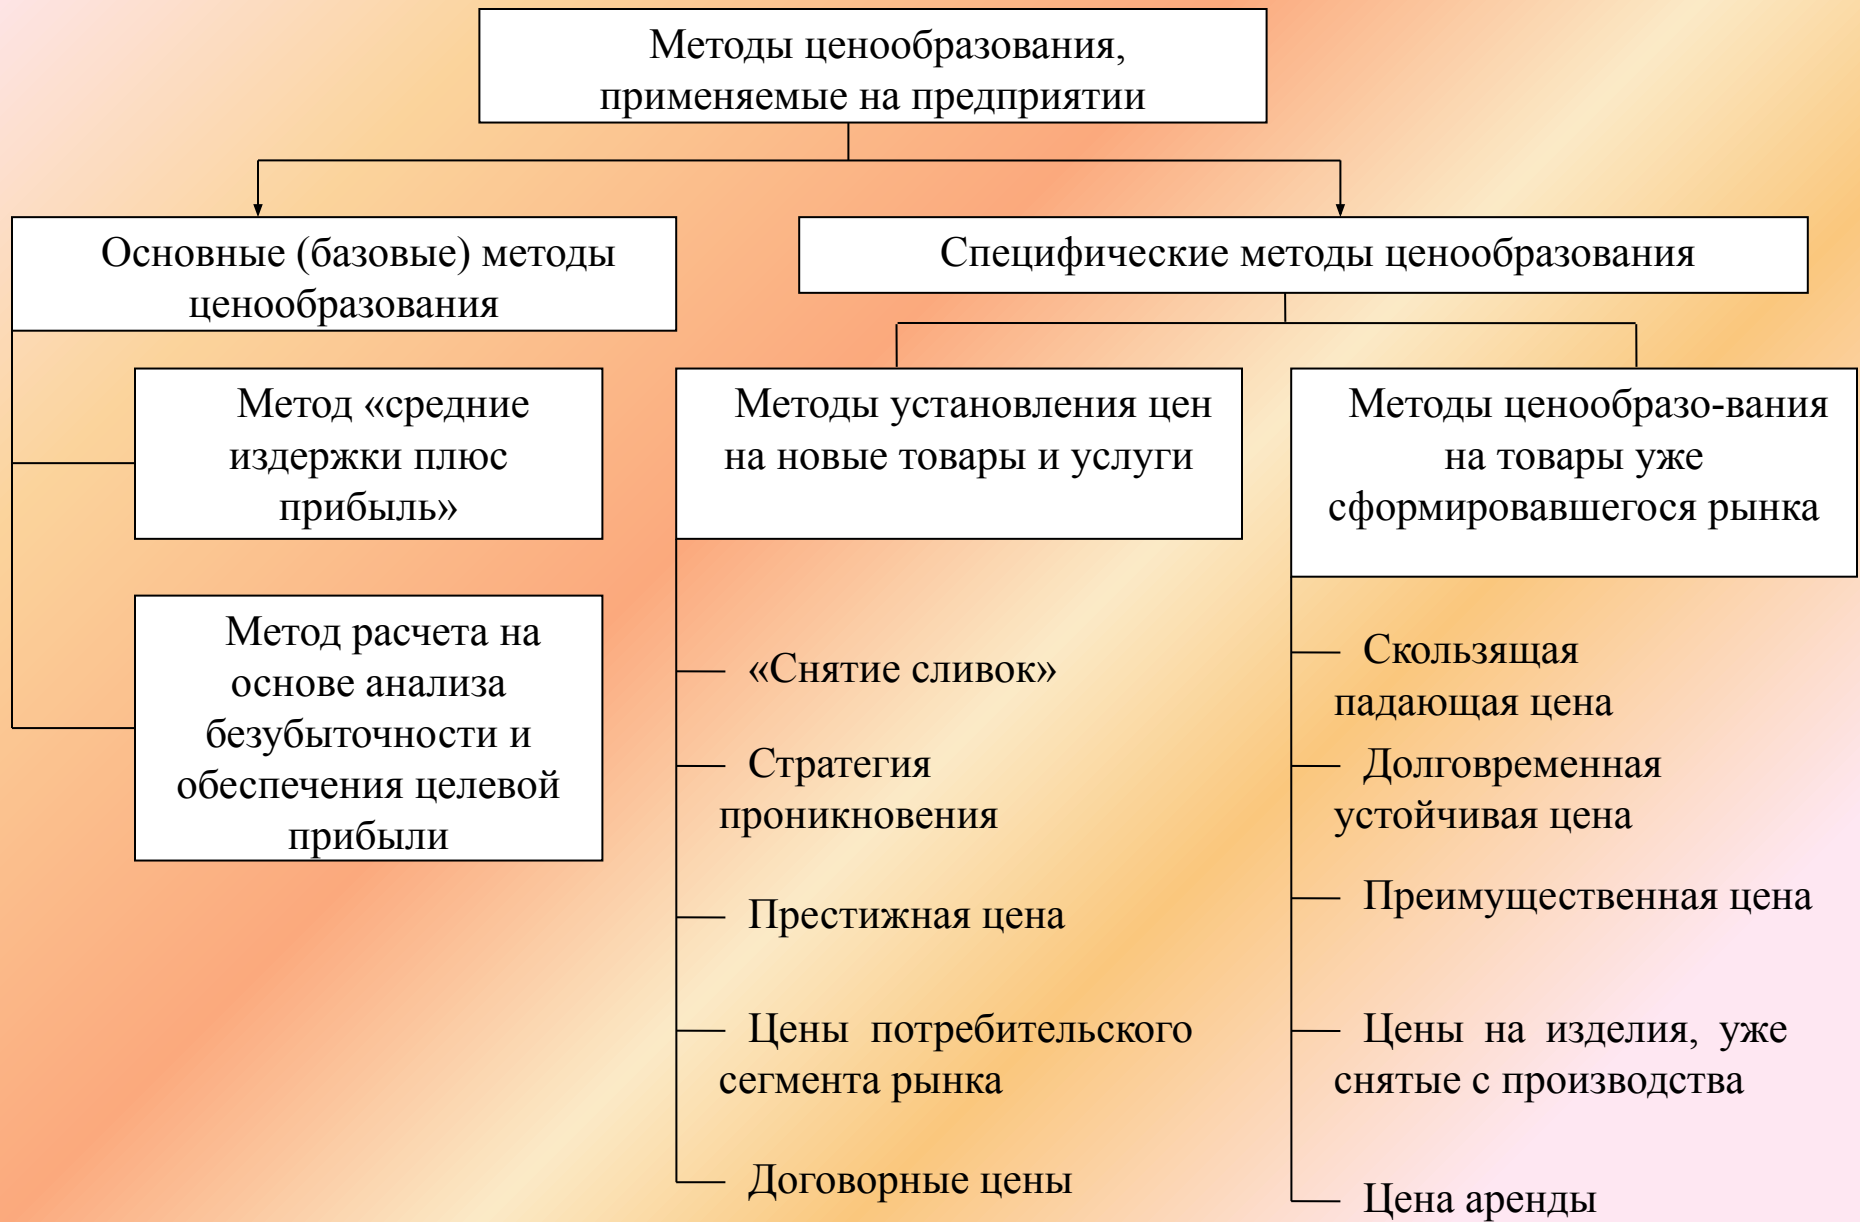 Методы ценообразования,
применяемые на предприятии
Основные (базовые) методы
ценообразования
Специфические методы ценообразования
Метод «средние
издержки плюс
прибыль»
Метод расчета на
основе анализа
безубыточности и
обеспечения целевой
прибыли
Методы установления цен
на новые товары и услуги
«Снятие сливок»
Стратегия
проникновения
Престижная цена
Цены потребительского
сегмента рынка
Договорные цены
Методы ценообразо-вания
на товары уже
сформировавшегося рынка
Скользящая
падающая цена
Долговременная
устойчивая цена
Преимущественная цена
Цены на изделия, уже
снятые с производства
Цена аренды